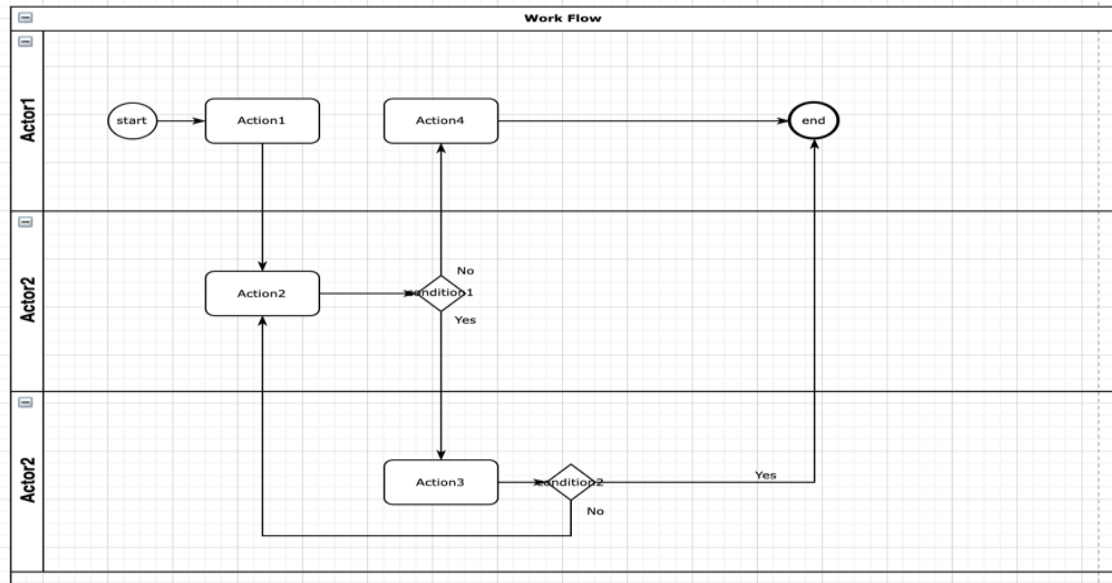 Work Flow
Actor1
start
Action1
Action4
end
Actor2
Action2
condition1
No
Yes
Actor2
Action3
condition2
Yes
No